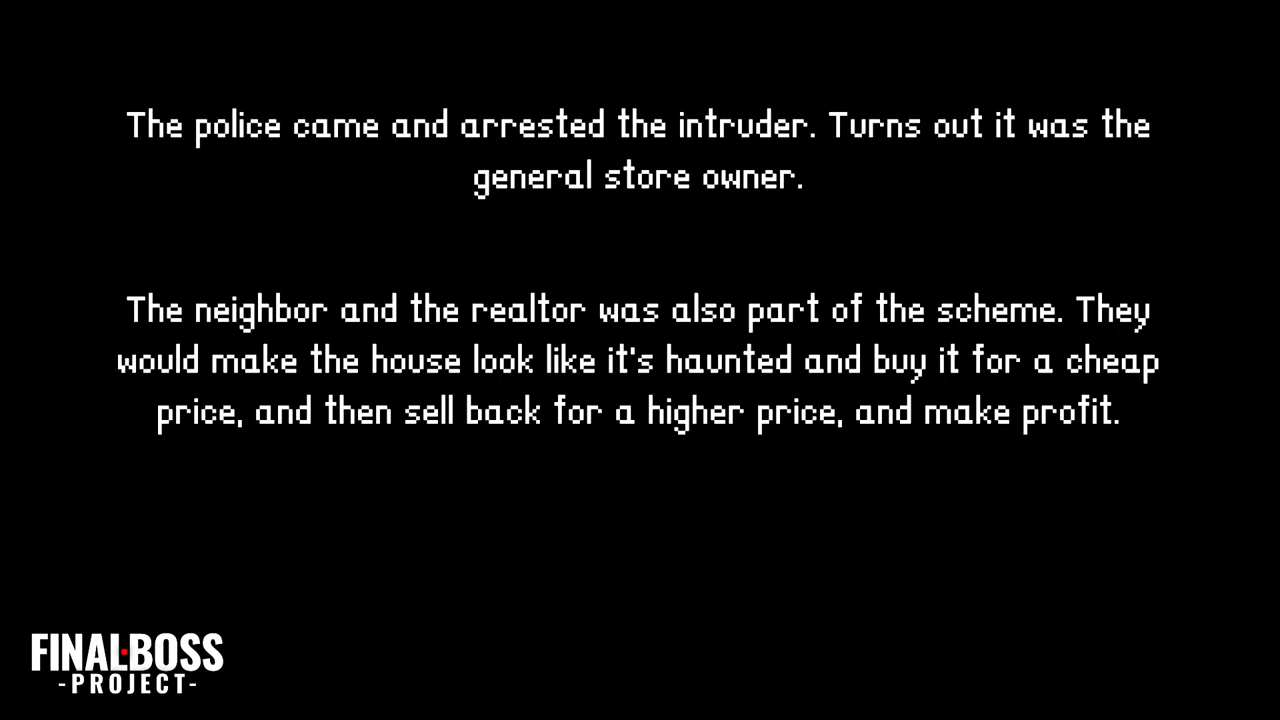 The police came and arrested the intruder. Turns out it was the
general store owner.
The neighbor and the realtor was also part of the scheme. They
would make the house look like it's haunted and buy it for a cheap
price, and then sell back for a higher price, and make profit.
FINAL BOSS
-PROJECT-